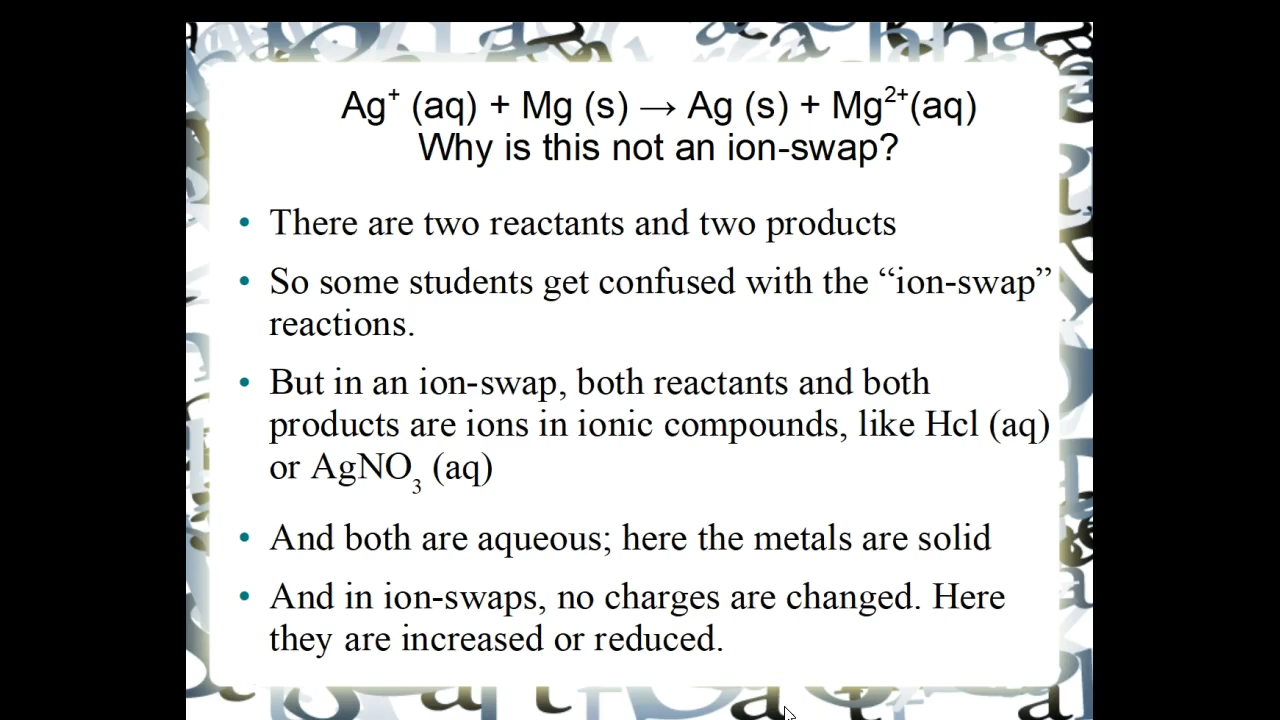 Ag⁺ (aq) + Mg (s) → Ag (s) + Mg²⁺(aq)
Why is this not an ion-swap?
• There are two reactants and two products
• So some students get confused with the “ion-swap”
reactions.
• But in an ion-swap, both reactants and both
products are ions in ionic compounds, like Hcl (aq)
or AgNO₃ (aq)
• And both are aqueous; here the metals are solid
• And in ion-swaps, no charges are changed. Here
they are increased or reduced.